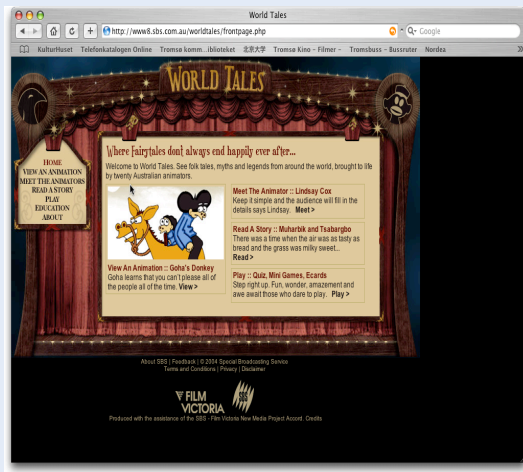 World Tales
http://www8.sbs.com.au/worldtales/frontpage.php
Google
KulturHuset Telefonkatalogen Online Tromsø komm...iblioteket 北京大学 Tromsø Kino - Filmer - Tromsbuss - Bussruter Nordea
WORLD TALES
HOME
VIEW AN ANIMATION
MEET THE ANIMATORS
READ A STORY
PLAY
EDUCATION
ABOUT
Where Fairytales dont always end happily ever after...
Welcome to World Tales. See folk tales, myths and legends from around the world, brought to life
by twenty Australian animators.
View An Animation :: Goha's Donkey
Goha learns that you can't please all of
the people all of the time. View >
Meet The Animator :: Lindsay Cox
Keep it simple and the audience will fill in the
details says Lindsay. Meet >
Read A Story :: Muharbik and Tsabargbo
There was a time when the air was as tasty as
bread and the grass was milky sweet...
Read >
Play :: Quiz, Mini Games, Ecards
Step right up. Fun, wonder, amazement and
awe await those who dare to play. Play >
About SBS | Feedback | © 2004 Special Broadcasting Service
Terms and Conditions | Privacy | Disclaimer
FILM
VICTORIA
SBS
Produced with the assistance of the SBS - Film Victoria New Media Project Accord. Credits